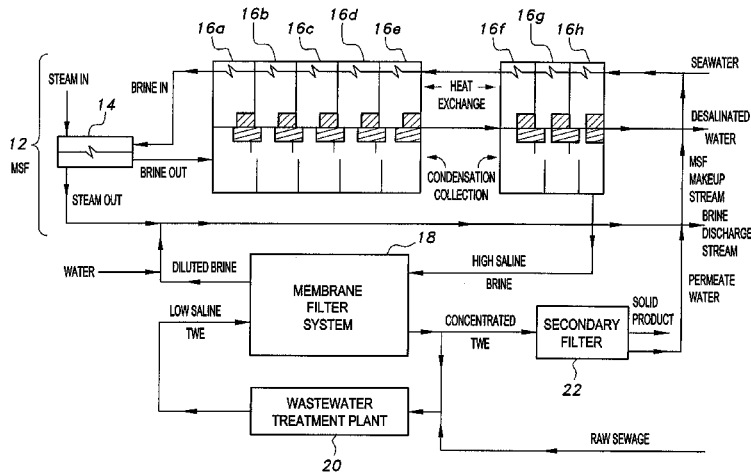 16a
16b
16c
16d
16e
16f
16g
16h
STEAM IN
BRINE IN
HEAT
EXCHANGE
SEAWATER
14
12
MSF
DESALINATED
WATER
BRINE OUT
CONDENSATION
COLLECTION
MSF
MAKEUP
STREAM
STEAM OUT
BRINE
DISCHARGE
STREAM
18
WATER
DILUTED BRINE
HIGH SALINE
BRINE
PERMEATE
WATER
MEMBRANE
FILTER
SYSTEM
LOW SALINE
TWE
CONCENTRATED
TWE
SECONDARY
FILTER
SOLID
PRODUCT
22
WASTEWATER
TREATMENT PLANT
20
RAW SEWAGE